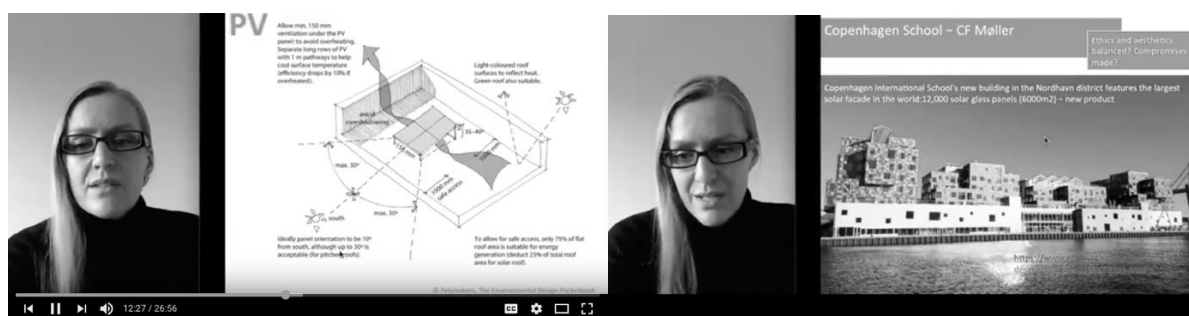 PV
Allow min. 150 mm
ventilation under the PV
panel to avoid overheating.
Separate long rows of PV
with 1 m pathways to help
cool surface temperature
(efficiency drops by 10% if
overheated).
Light-coloured roof
surfaces to reflect heat.
Green roof also suitable.
avoid
overshadowing
35–40°
150 mm
1000 mm
max. 30°
1000 mm
safe access
south
max. 30°
Ideally panel orientation to be 10°
from south, although up to 30° is
acceptable (for pitched roofs).
To allow for safe access, only 75% of flat
roof area is suitable for energy
generation (deduct 25% of total roof
area for solar roof).
© Pelsmakers, The Environmental Design Pocketbook
12:27 / 26:56
CC
Copenhagen School – CF Møller
Ethics and aesthetics
balanced? Compromises
made?
Copenhagen International School's new building in the Nordhavn district features the largest
solar facade in the world:12,000 solar glass panels (6000m2) – new product